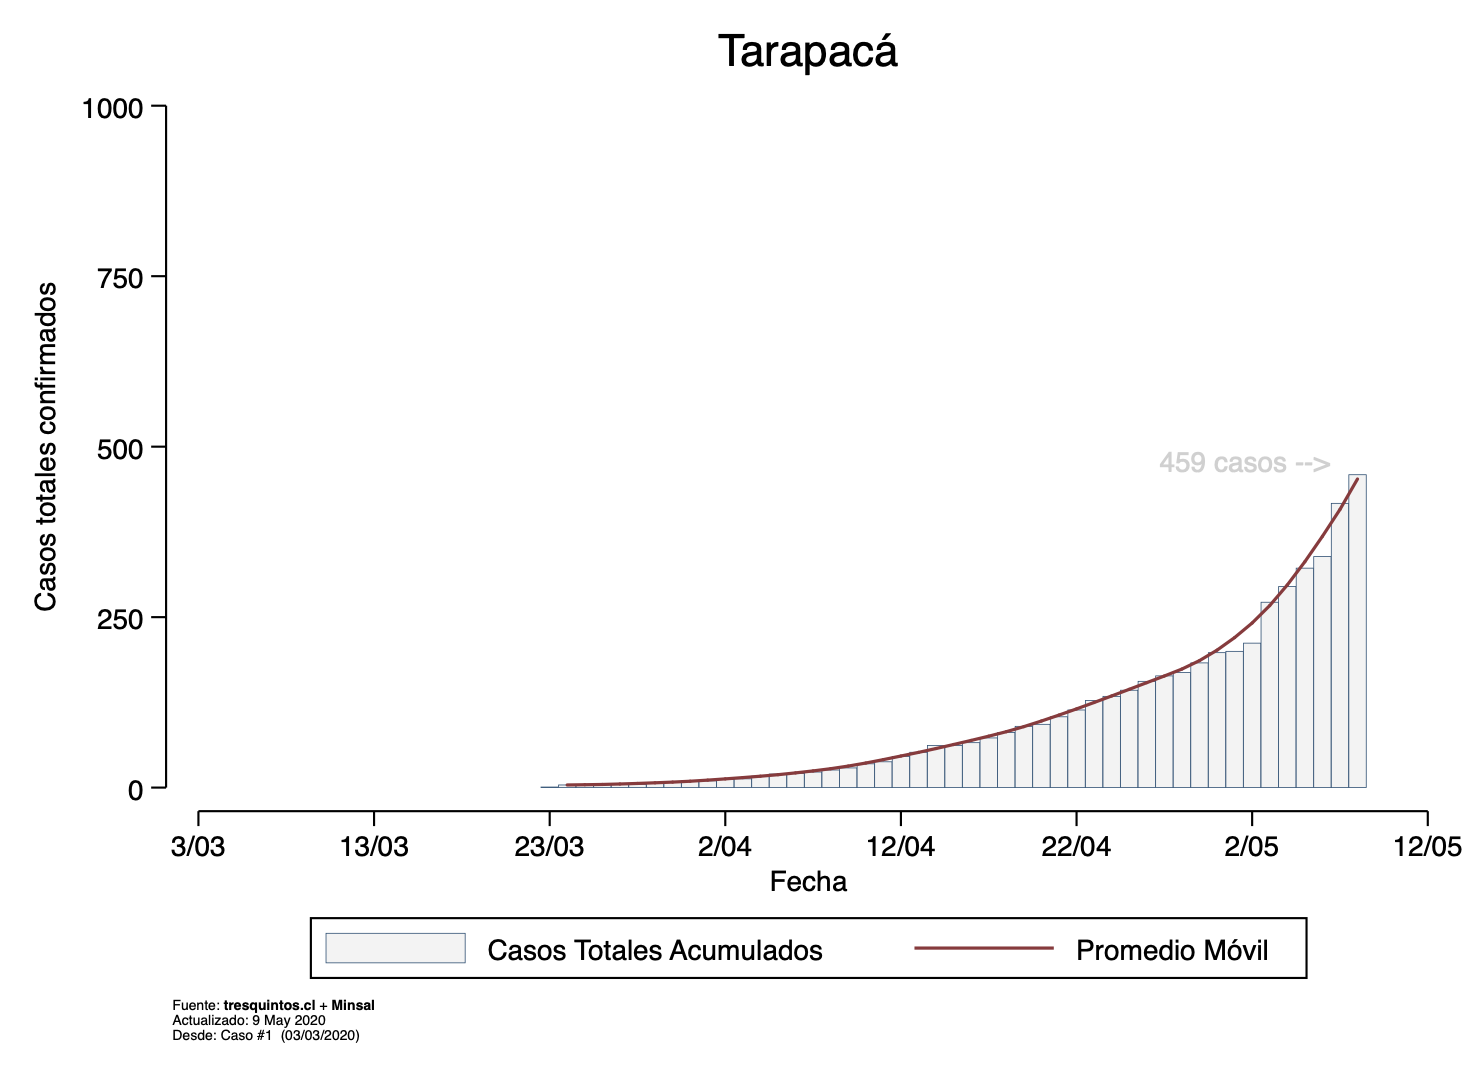 Tarapacá
Casos totales confirmados
1000
750
500
250
0
459 casos -->
3/03 13/03 23/03 2/04 12/04 22/04 2/05 12/05
Fecha
Casos Totales Acumulados Promedio Móvil
Fuente: tresquintos.cl + Minsal
Actualizado: 9 May 2020
Desde: Caso #1 (03/03/2020)